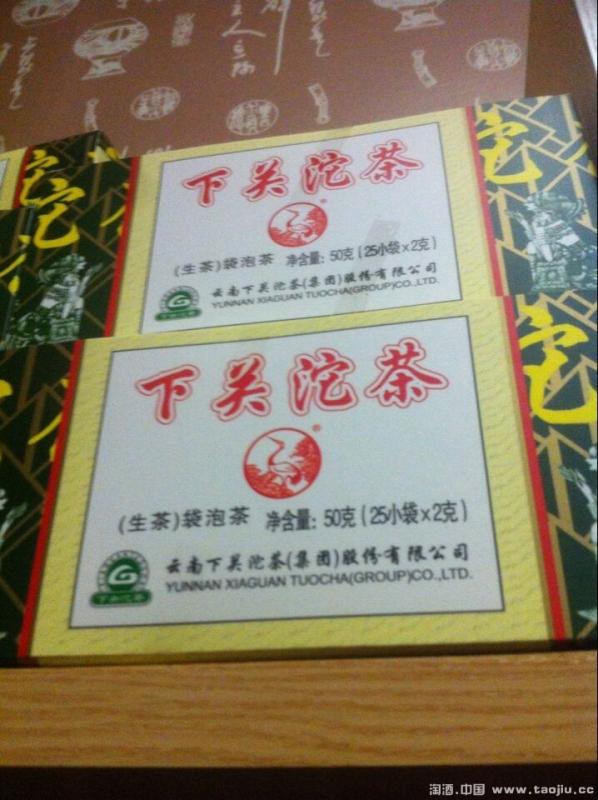 下关沱茶
®
(生茶)袋泡茶 净含量: 50克(25小袋×2克)
云南下关沱茶(集团)股份有限公司
YUNNAN XIAGUAN TUOCHA(GROUP)CO.,LTD.
下关沱茶
®
(生茶)袋泡茶 净含量: 50克(25小袋×2克)
云南下关沱茶(集团)股份有限公司
YUNNAN XIAGUAN TUOCHA(GROUP)CO.,LTD.
淘酒.中国 www.taojiu.cc